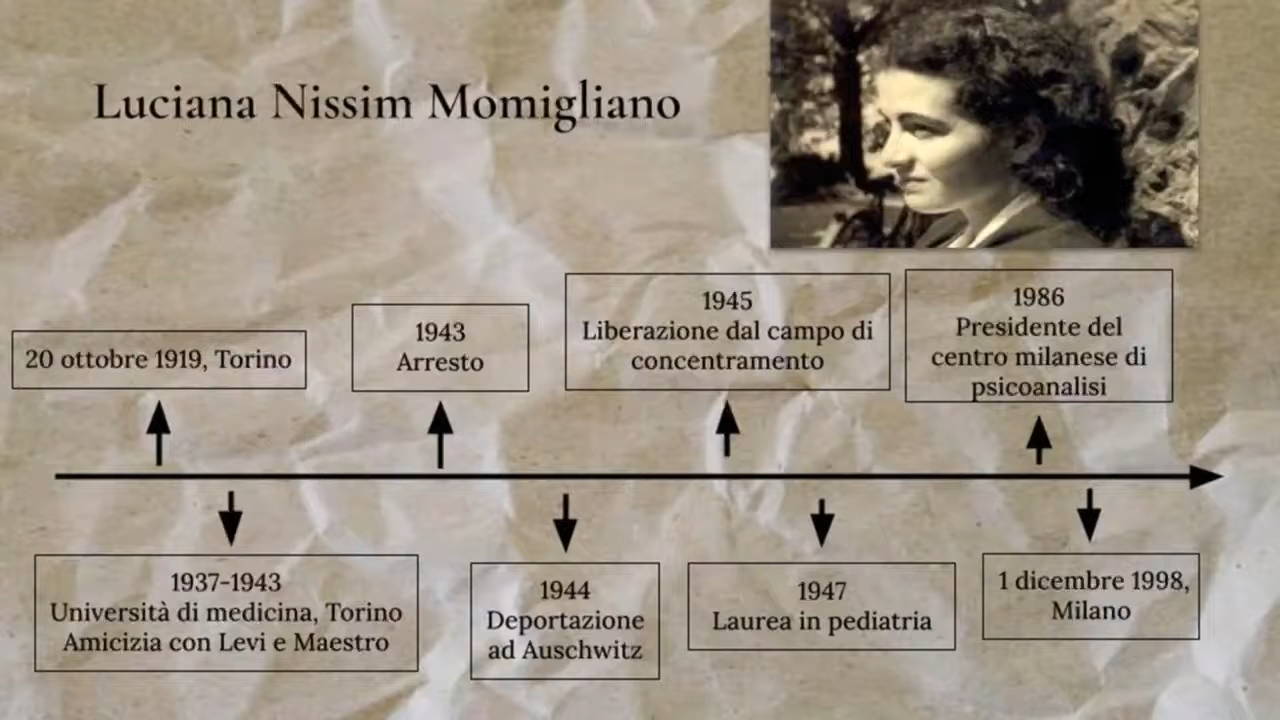 Luciana Nissim Momigliano
20 ottobre 1919, Torino
1937-1943
Università di medicina, Torino
Amicizia con Levi e Maestro
1943
Arresto
1944
Deportazione
ad Auschwitz
1945
Liberazione dal campo di
concentramento
1947
Laurea in pediatria
1986
Presidente del
centro milanese di
psicoanalisi
1 dicembre 1998,
Milano